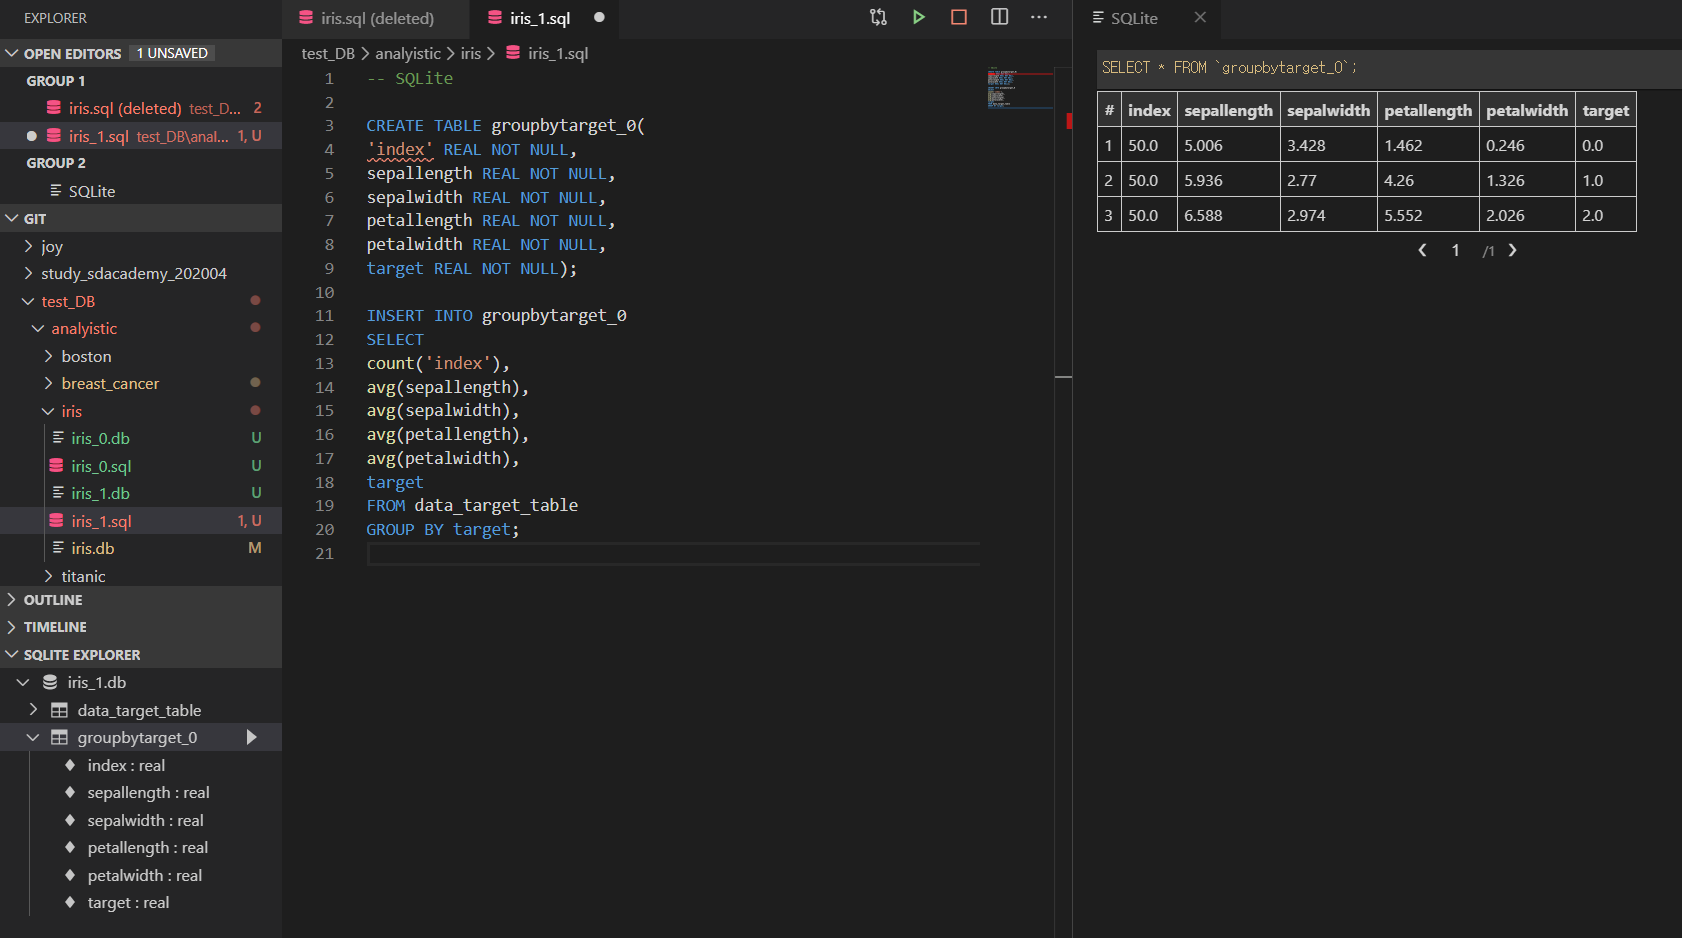 EXPLORER
OPEN EDITORS 1 UNSAVED
GROUP 1
iris.sql (deleted) test_D... 2
iris_1.sql test_DB\anal... 1, U
GROUP 2
SQLite
GIT
joy
study_sdacademy_202004
test_DB
analyistic
boston
breast_cancer
iris
iris_0.db U
iris_0.sql U
iris_1.db U
iris_1.sql 1, U
iris.db M
titanic
OUTLINE
TIMELINE
SQLITE EXPLORER
iris_1.db
data_target_table
groupbytarget_0
index : real
sepallength : real
sepalwidth : real
petallength : real
petalwidth : real
target : real
iris.sql (deleted) iris_1.sql
test_DB > analyistic > iris > iris_1.sql
1 -- SQLite
2
3 CREATE TABLE groupbytarget_0(
4 'index' REAL NOT NULL,
5 sepallength REAL NOT NULL,
6 sepalwidth REAL NOT NULL,
7 petallength REAL NOT NULL,
8 petalwidth REAL NOT NULL,
9 target REAL NOT NULL);
10
11 INSERT INTO groupbytarget_0
12 SELECT
13 count('index'),
14 avg(sepallength),
15 avg(sepalwidth),
16 avg(petallength),
17 avg(petalwidth),
18 target
19 FROM data_target_table
20 GROUP BY target;
21
SQLite
SELECT * FROM `groupbytarget_0`;
# index sepallength sepalwidth petallength petalwidth target
1 50.0 5.006 3.428 1.462 0.246 0.0
2 50.0 5.936 2.77 4.26 1.326 1.0
3 50.0 6.588 2.974 5.552 2.026 2.0
1 /1